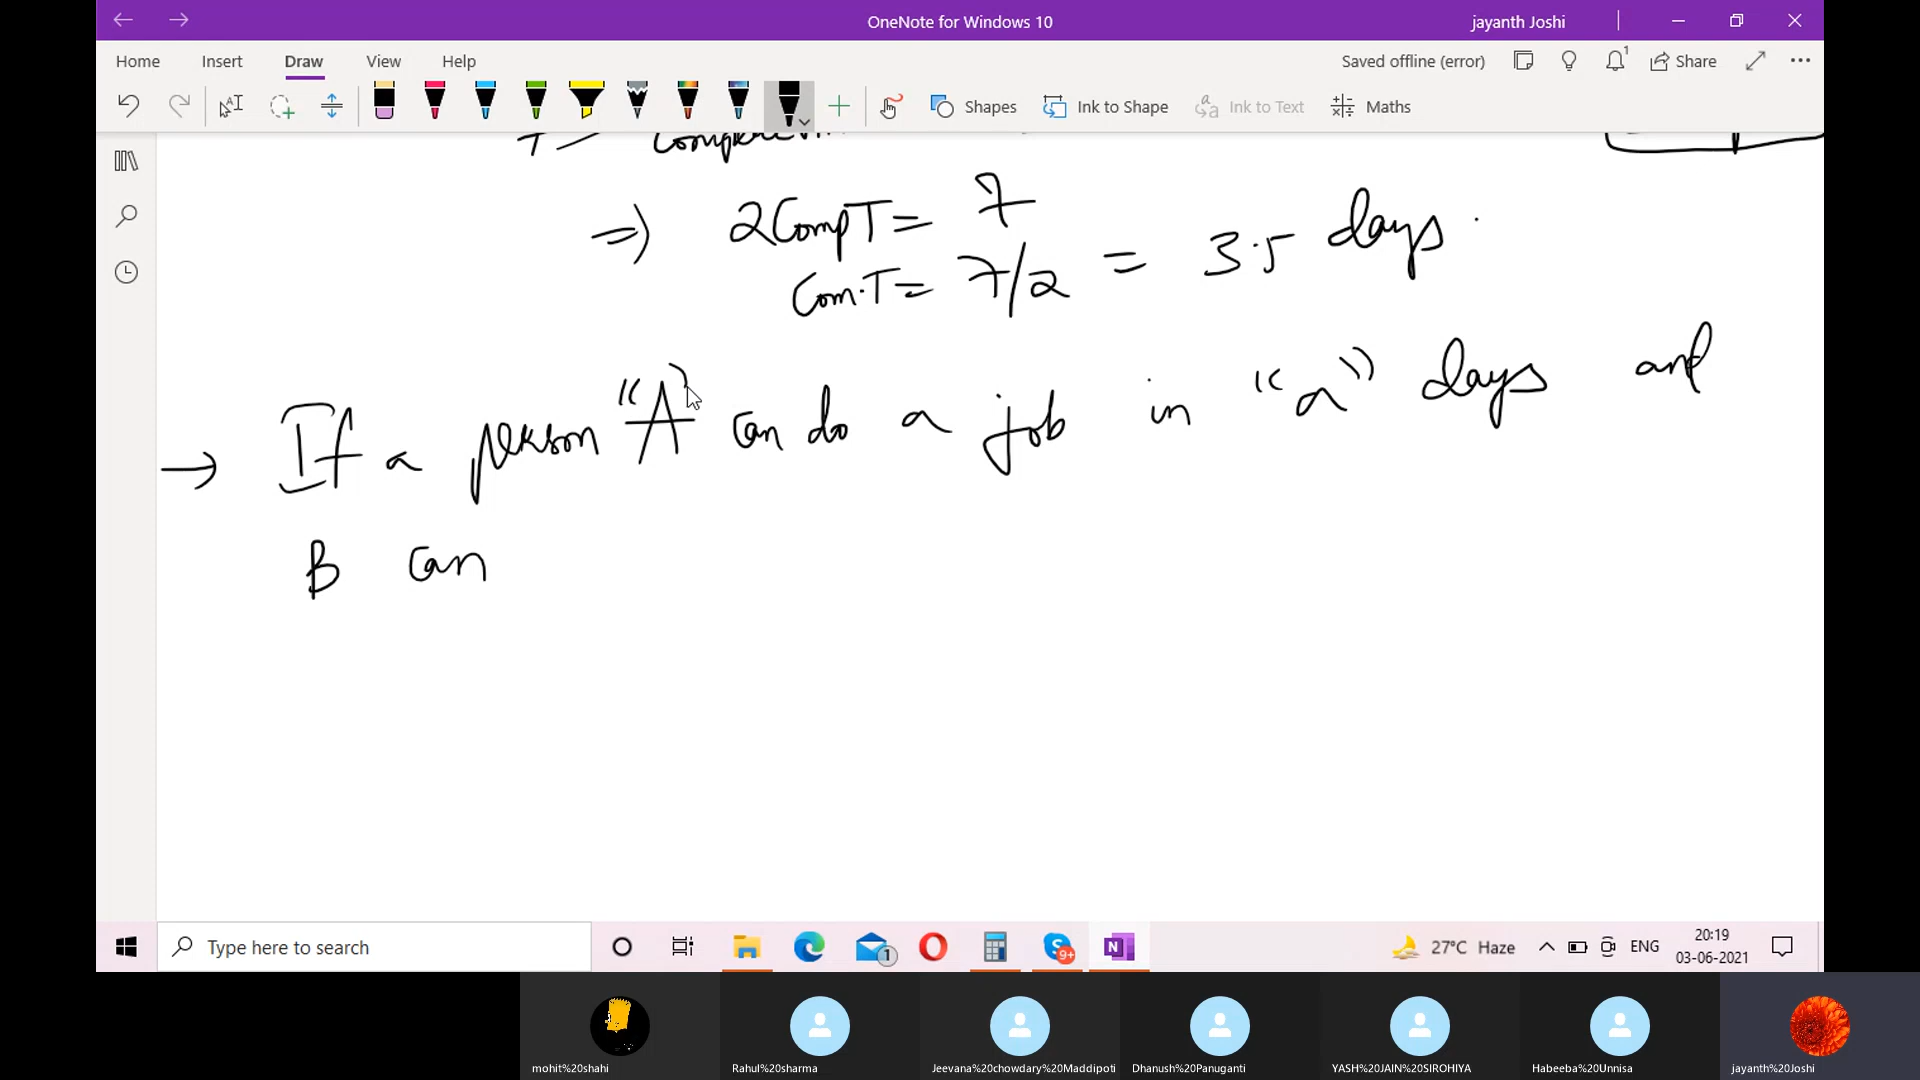 OneNote for Windows 10
jayanth Joshi
Home Insert Draw View Help
Saved offline (error)
1
Share
Shapes
Ink to Shape
Ink to Text
Maths
⇒ 2CompT = 7
Com.T = 7/2 = 3.5 days.
→ If a person "A" can do a job in "a" days and
B can
Type here to search
1
9+
27°C Haze
ENG
20:19
03-06-2021
mohit%20shahi
Rahul%20sharma
Jeevana%20chowdary%20Maddipoti
Dhanush%20Panuganti
YASH%20JAIN%20SIROHIYA
Habeeba%20Unnisa
jayanth%20Joshi